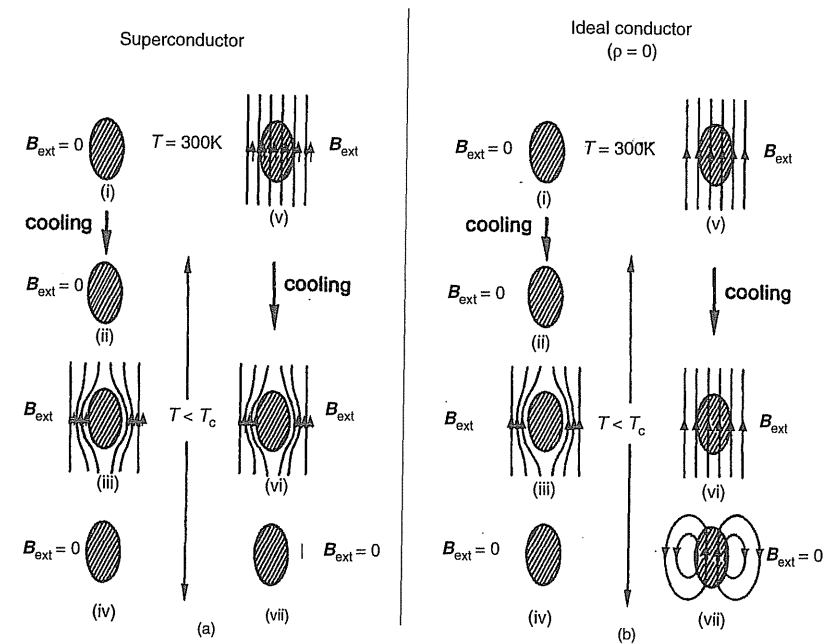 Superconductor
B_ext = 0
T = 300K
B_ext
(i)
(v)
cooling
B_ext = 0
cooling
(ii)
B_ext
T < T_c
B_ext
(iii)
(vi)
B_ext = 0
B_ext = 0
(iv)
(vii)
(a)
Ideal conductor
(ρ = 0)
B_ext = 0
T = 300K
B_ext
(i)
(v)
cooling
B_ext = 0
cooling
(ii)
B_ext
T < T_c
B_ext
(iii)
(vi)
B_ext = 0
B_ext = 0
(iv)
(vii)
(b)